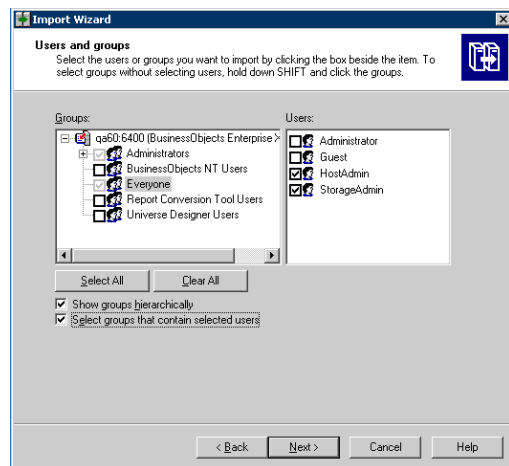 Import Wizard
Users and groups
Select the users or groups you want to import by clicking the box beside the item. To
select groups without selecting users, hold down SHIFT and click the groups.
Groups:
Users:
qa60:6400 (BusinessObjects Enterprise
Administrators
BusinessObjects NT Users
Everyone
Report Conversion Tool Users
Universe Designer Users
Administrator
Guest
HostAdmin
StorageAdmin
Select All
Clear All
Show groups hierarchically
Select groups that contain selected users
< Back
Next >
Cancel
Help